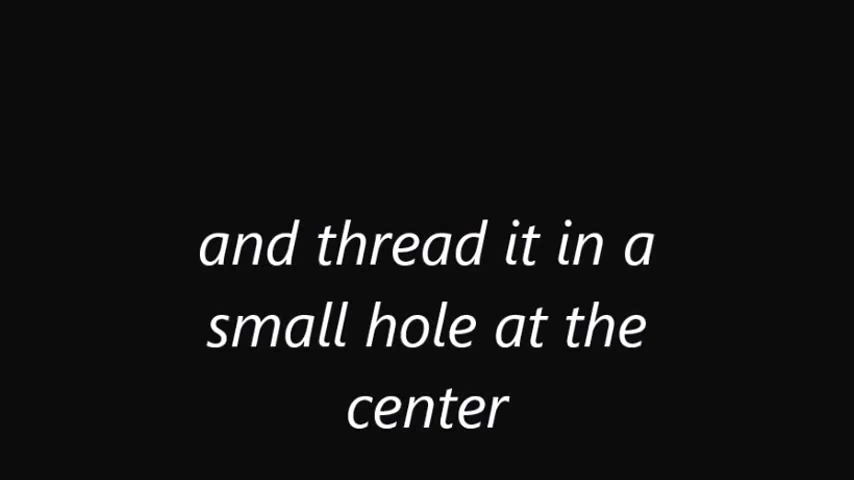 and thread it in a
small hole at the
center